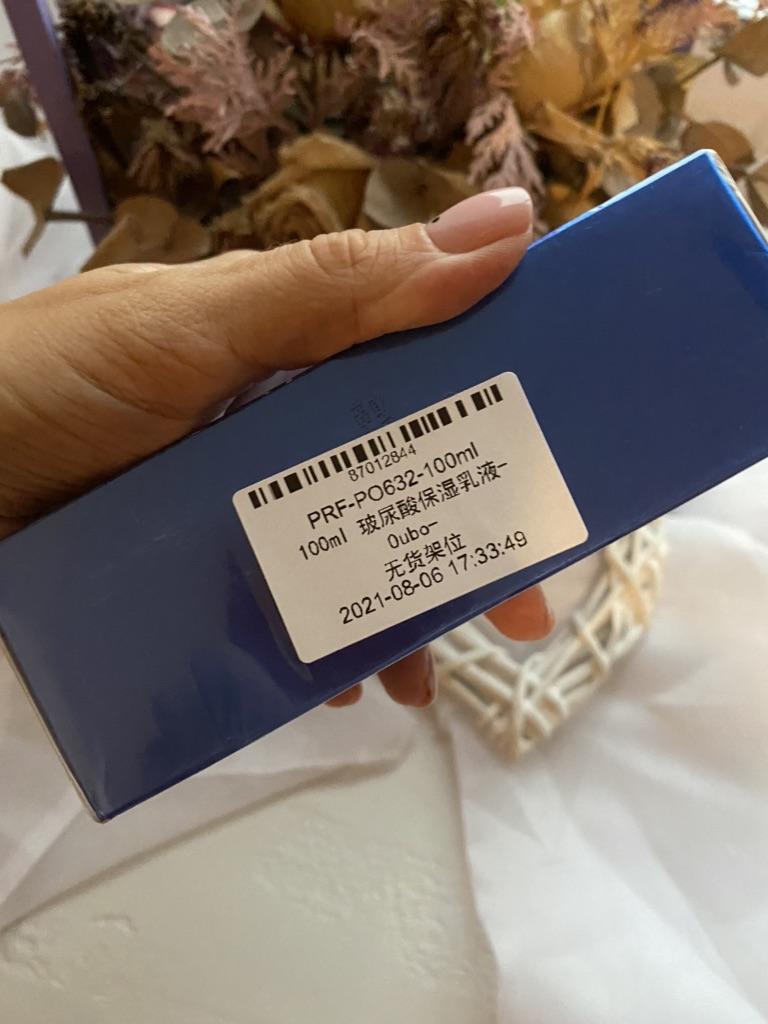 87012844
PRF-PO632-100ml
100ml 玻尿酸保湿乳液-
Oubo-
无货架位
2021-08-06 17:33:49